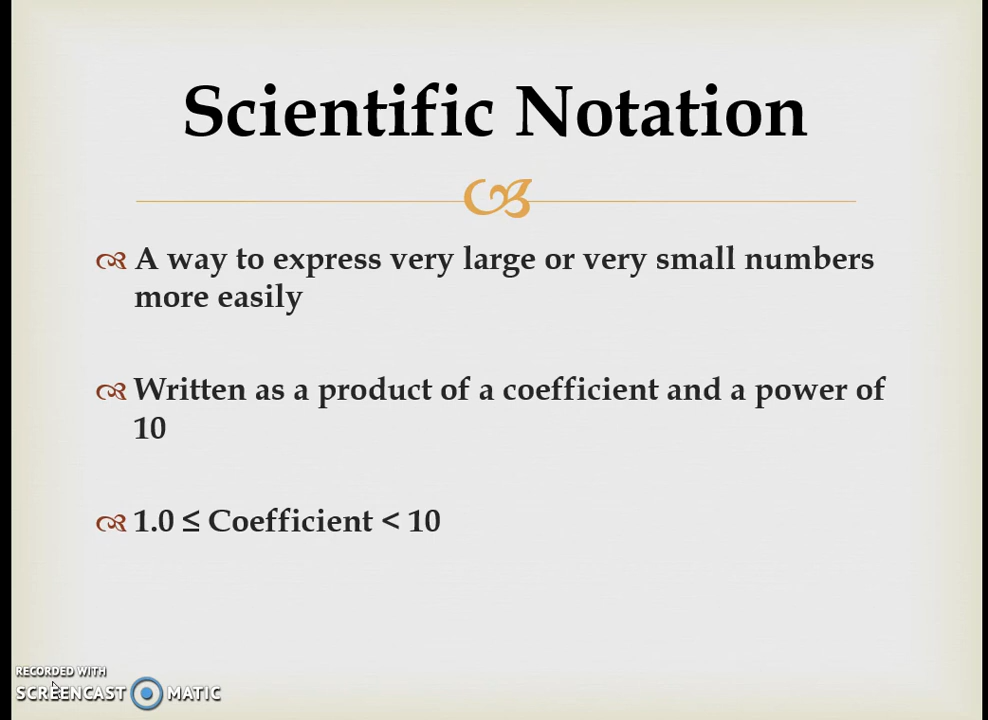 Scientific Notation
A way to express very large or very small numbers
more easily
Written as a product of a coefficient and a power of
10
1.0 ≤ Coefficient < 10
RECORDED WITH
SCREENCAST MATIC